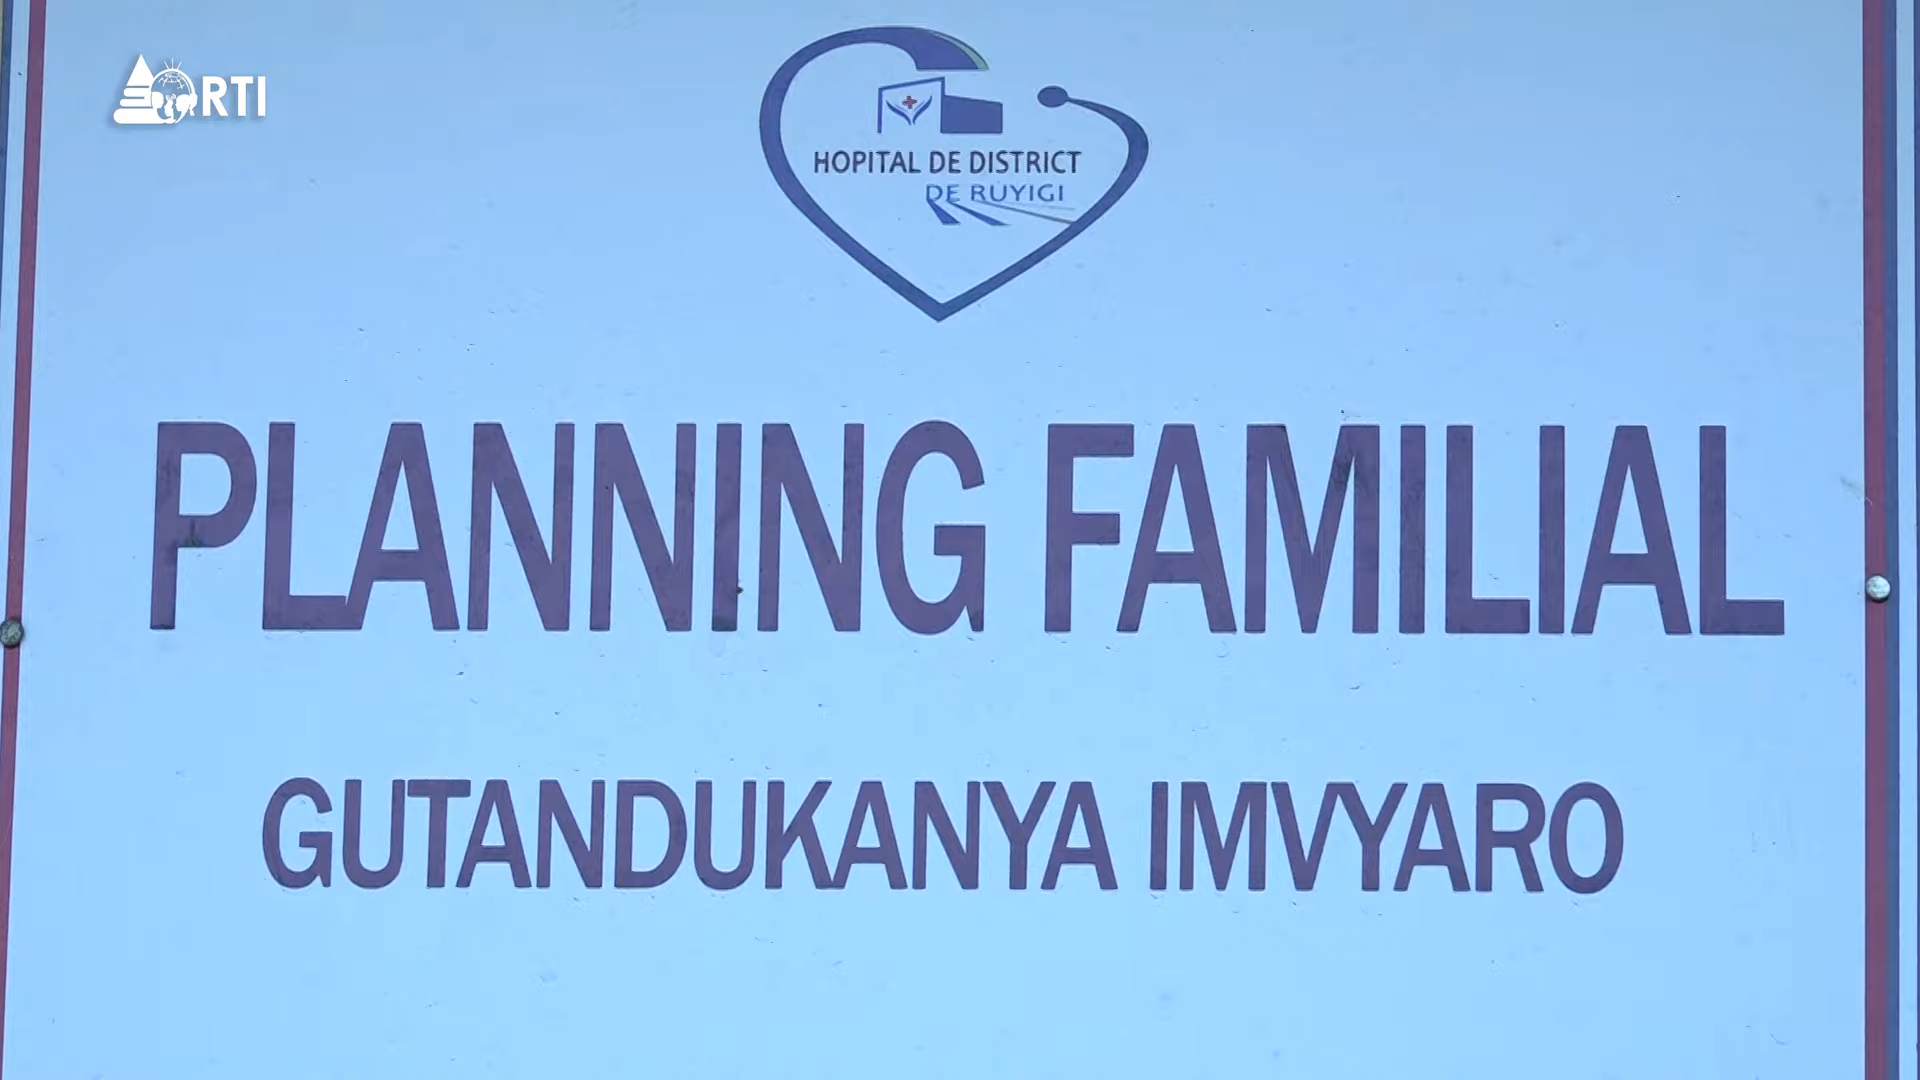 RTI
HOPITAL DE DISTRICT
DE RUYIGI
PLANNING FAMILIAL
GUTANDUKANYA IMVYARO